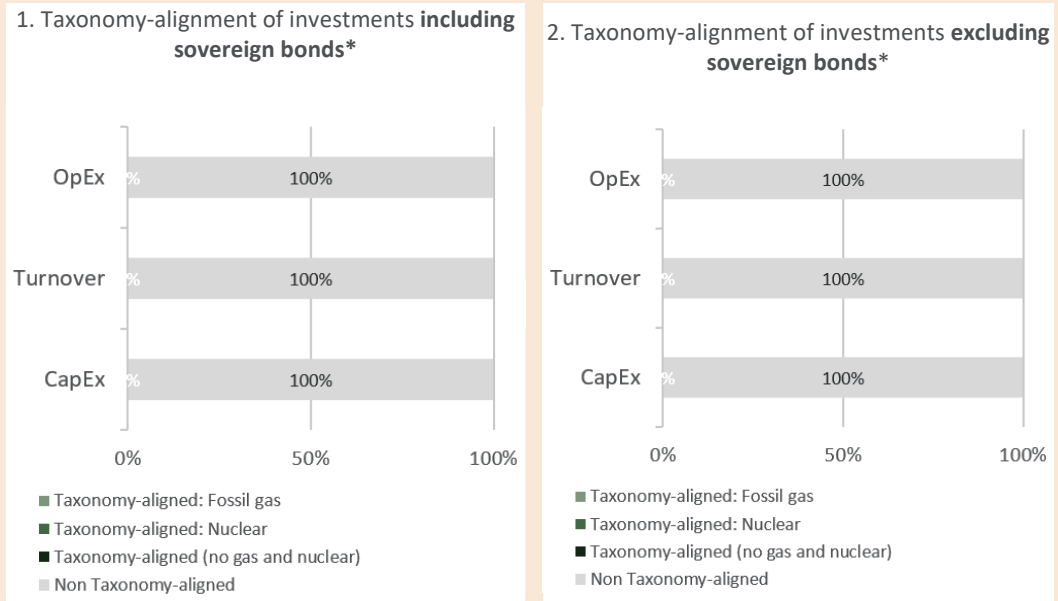 1. Taxonomy-alignment of investments including
sovereign bonds*
OpEx
%
100%
Turnover
%
100%
CapEx
%
100%
0%
50%
100%
Taxonomy-aligned: Fossil gas
Taxonomy-aligned: Nuclear
Taxonomy-aligned (no gas and nuclear)
Non Taxonomy-aligned
2. Taxonomy-alignment of investments excluding
sovereign bonds*
OpEx
%
100%
Turnover
%
100%
CapEx
%
100%
0%
50%
100%
Taxonomy-aligned: Fossil gas
Taxonomy-aligned: Nuclear
Taxonomy-aligned (no gas and nuclear)
Non Taxonomy-aligned